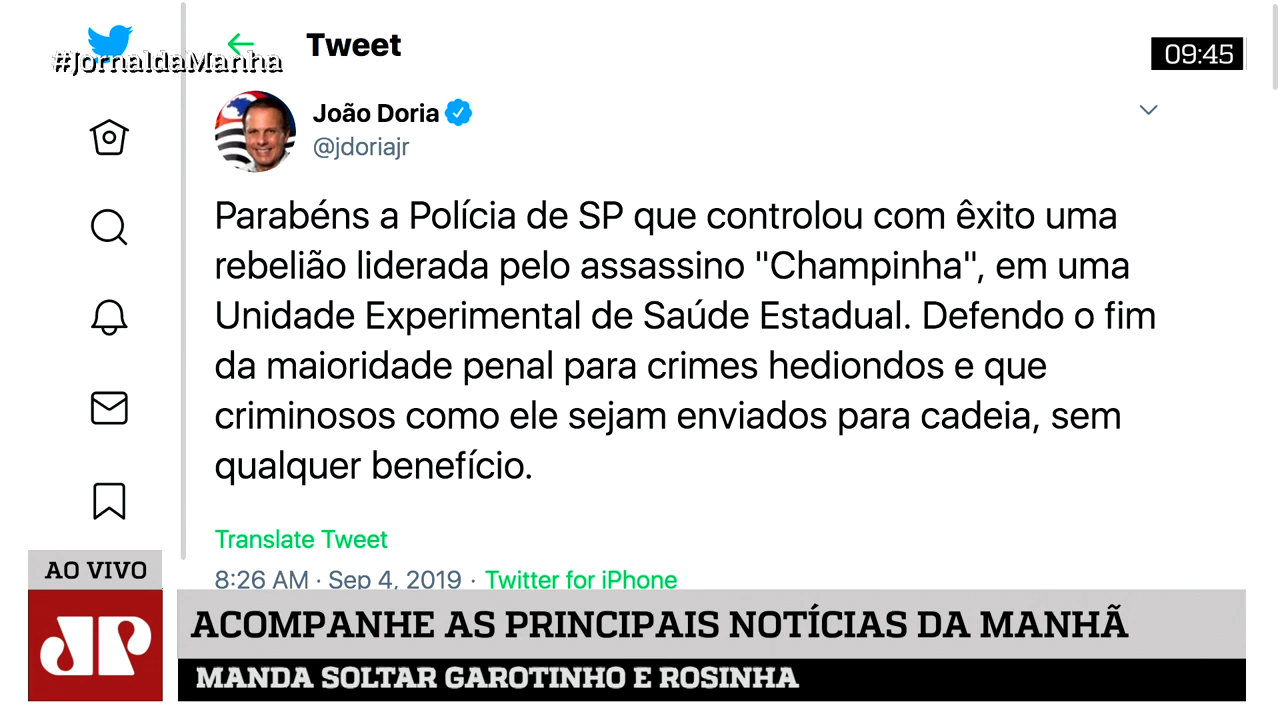 #JornaldaManha
Tweet
09:45
João Doria
@jdoriajr
Parabéns a Polícia de SP que controlou com êxito uma
rebelião liderada pelo assassino "Champinha", em uma
Unidade Experimental de Saúde Estadual. Defendo o fim
da maioridade penal para crimes hediondos e que
criminosos como ele sejam enviados para cadeia, sem
qualquer benefício.
Translate Tweet
8:26 AM · Sep 4, 2019 · Twitter for iPhone
AO VIVO
JP
ACOMPANHE AS PRINCIPAIS NOTÍCIAS DA MANHÃ
MANDA SOLTAR GAROTINHO E ROSINHA